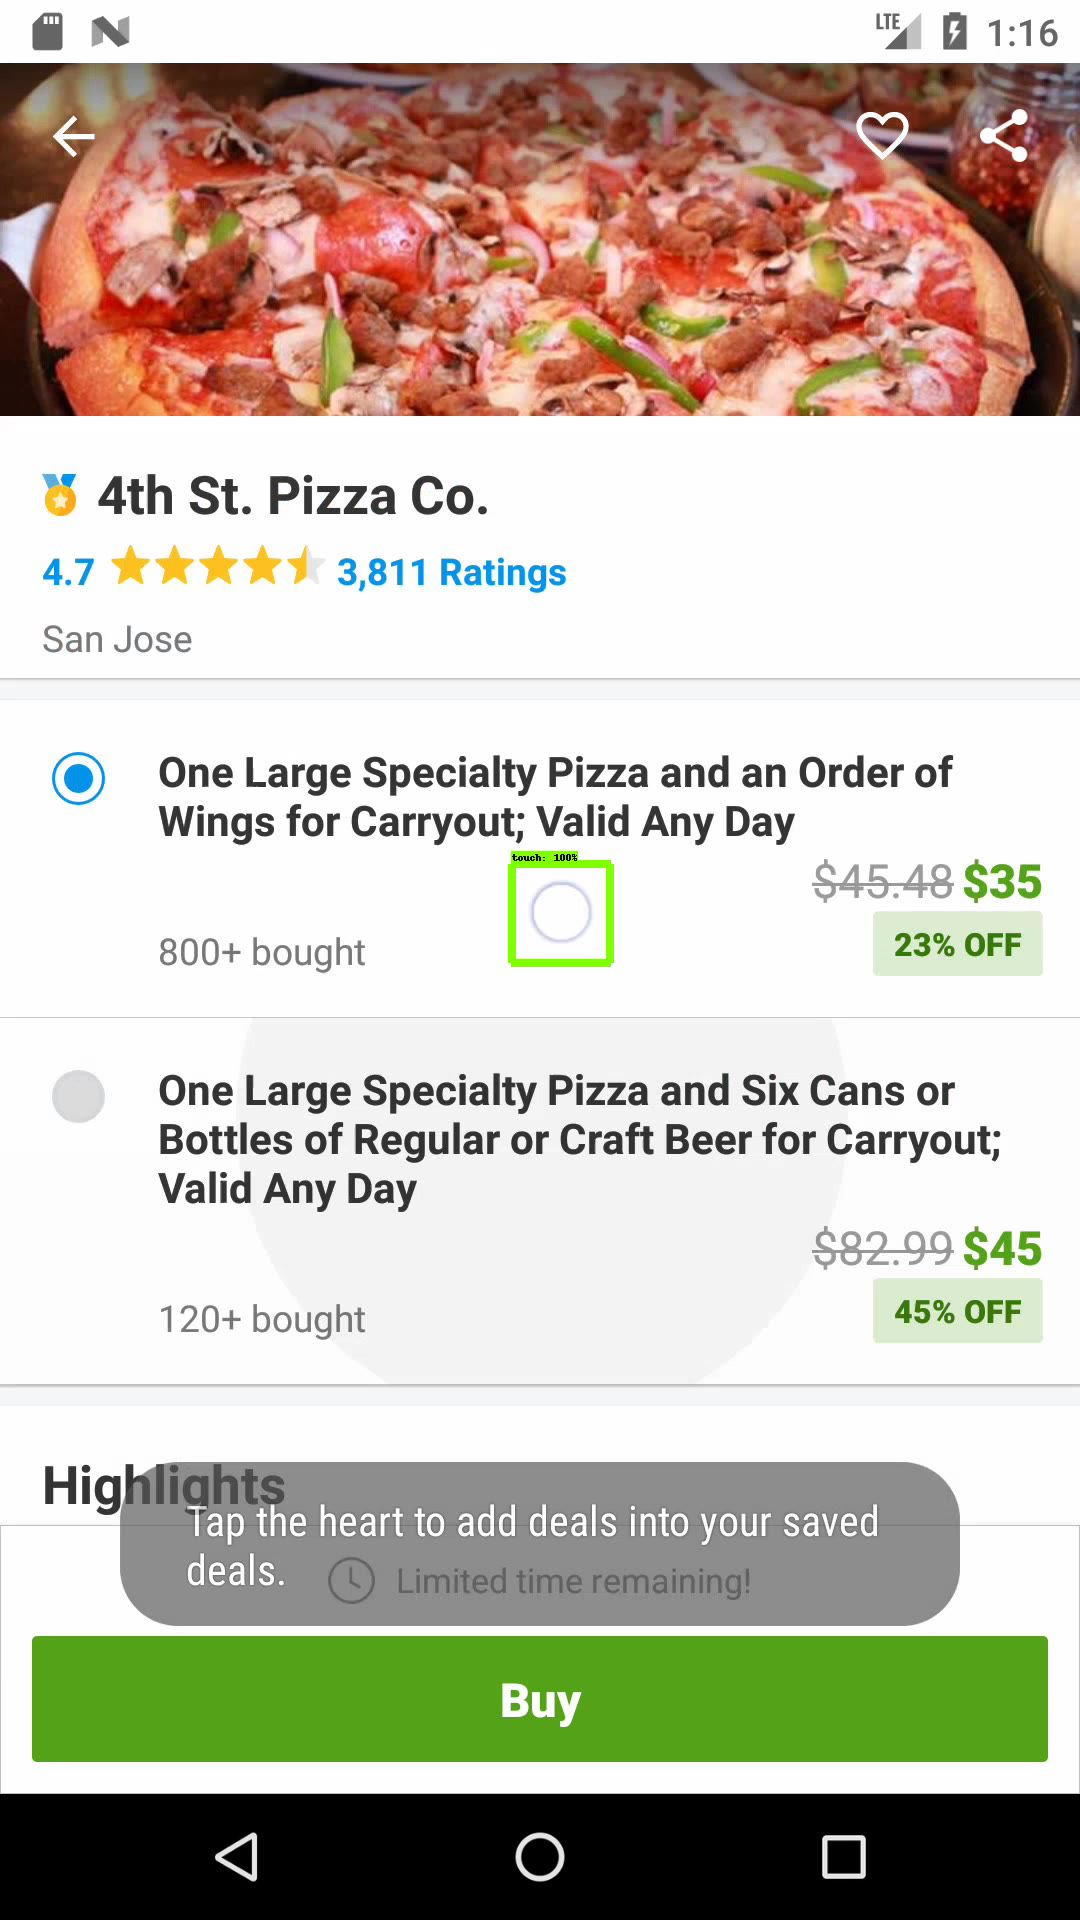 LTE 1:16
4th St. Pizza Co.
4.7 3,811 Ratings
San Jose
One Large Specialty Pizza and an Order of
Wings for Carryout; Valid Any Day
touch: 100%
$45.48 $35
800+ bought
23% OFF
One Large Specialty Pizza and Six Cans or
Bottles of Regular or Craft Beer for Carryout;
Valid Any Day
$82.99 $45
120+ bought
45% OFF
Highlights
Tap the heart to add deals into your saved
deals.
Limited time remaining!
Buy